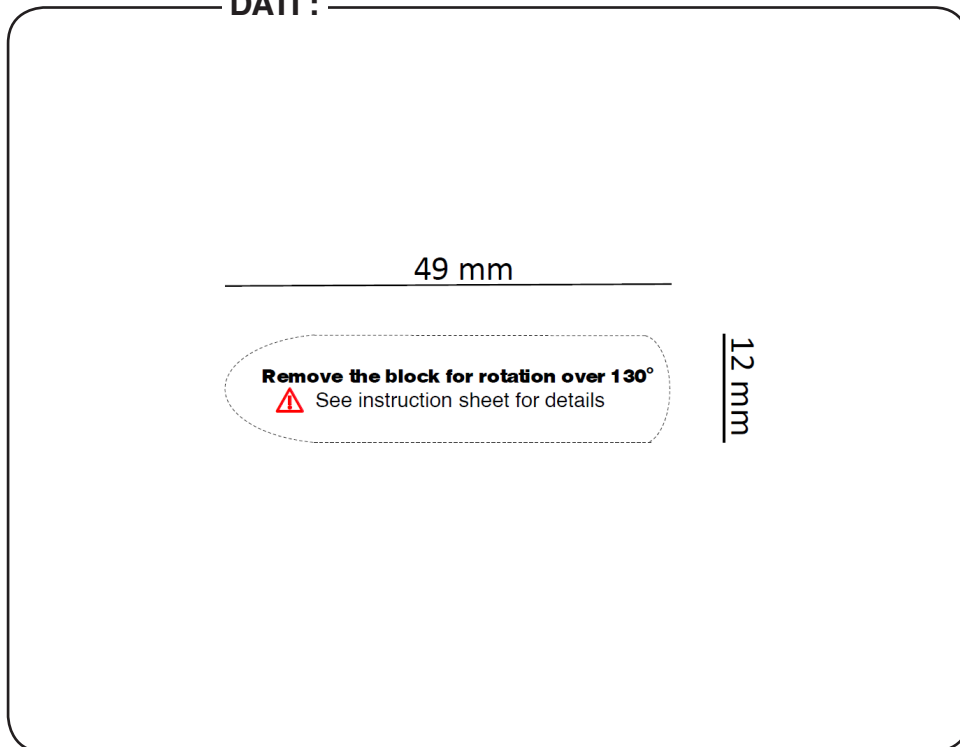 49 mm
Remove the block for rotation over 130°
See instruction sheet for details
12 mm